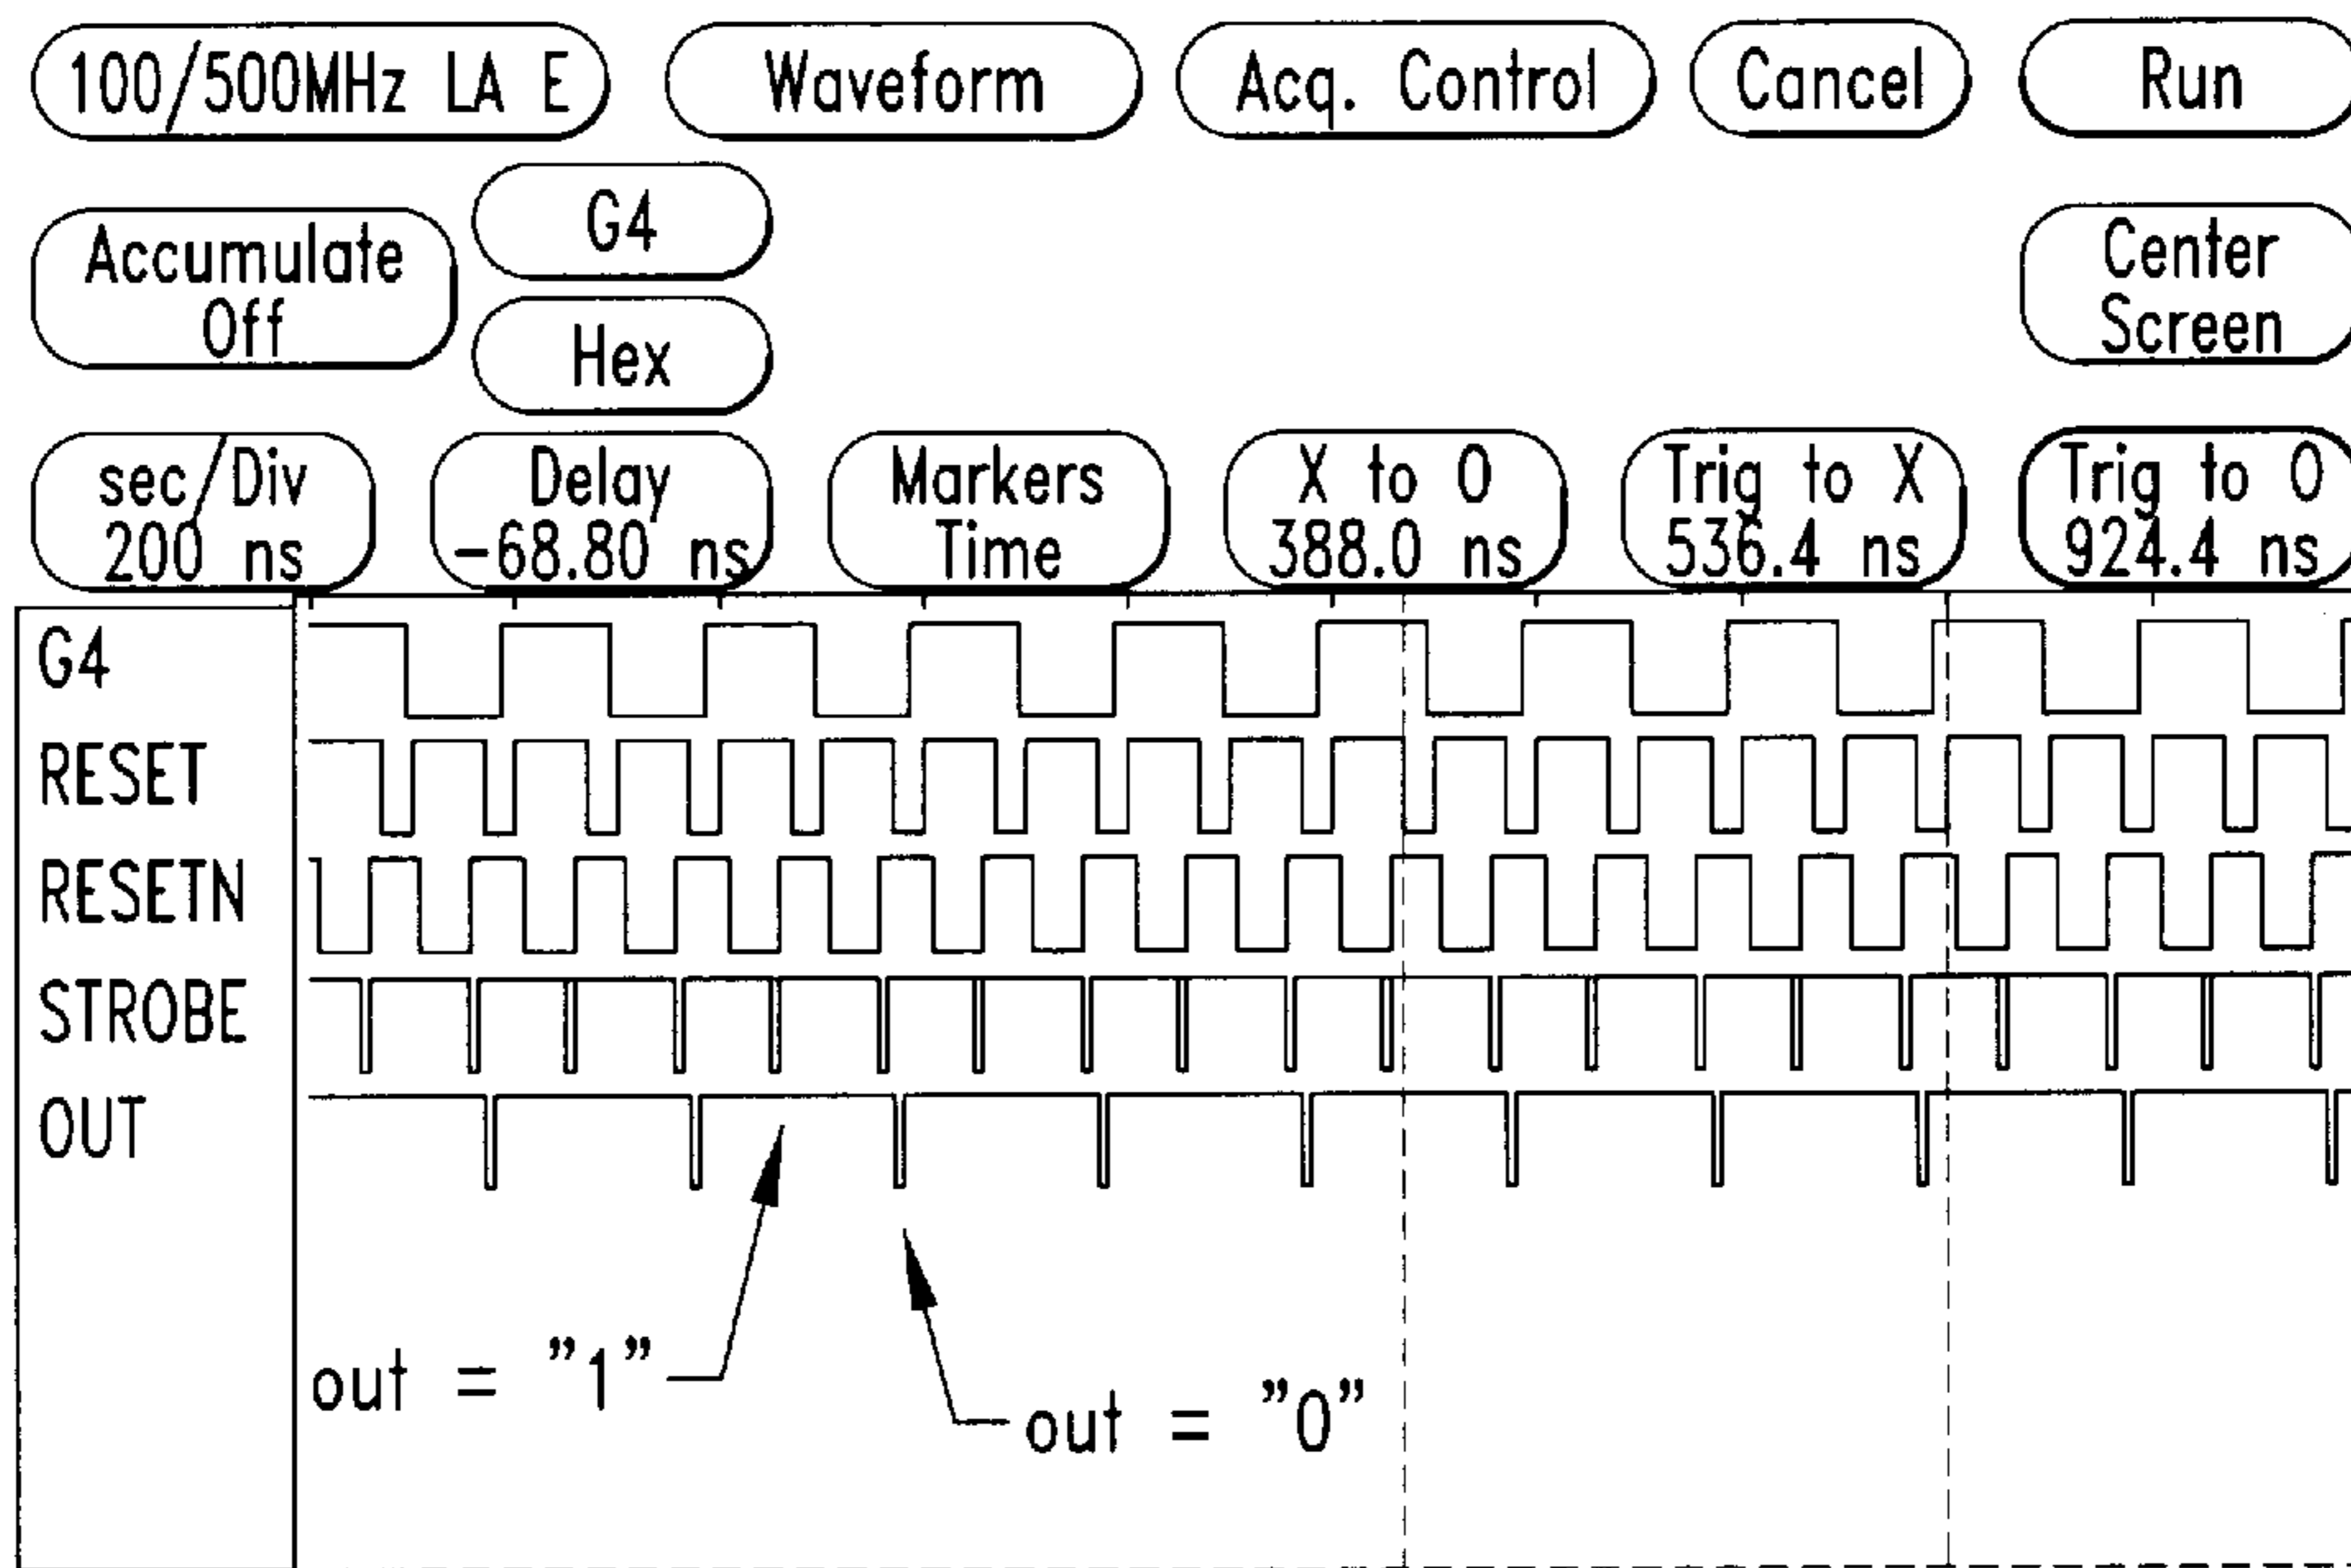 100/500MHz LA E
Waveform
Acq. Control
Cancel
Run
Accumulate
Off
G4
Hex
Center
Screen
sec/Div
200 ns
Delay
-68.80 ns
Markers
Time
X to O
388.0 ns
Trig to X
536.4 ns
Trig to O
924.4 ns
G4
RESET
RESETN
STROBE
OUT
out = ”1”
out = ”0”